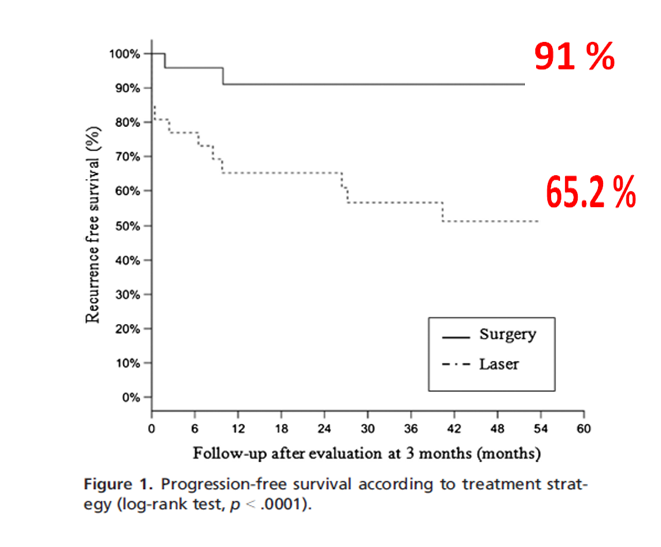 100%
90%
80%
70%
60%
50%
40%
30%
20%
10%
0%
Recurrence free survival (%)
91 %
65.2 %
Surgery
Laser
0 6 12 18 24 30 36 42 48 54 60
Follow-up after evaluation at 3 months (months)
Figure 1. Progression-free survival according to treatment strat-
egy (log-rank test, p < .0001).